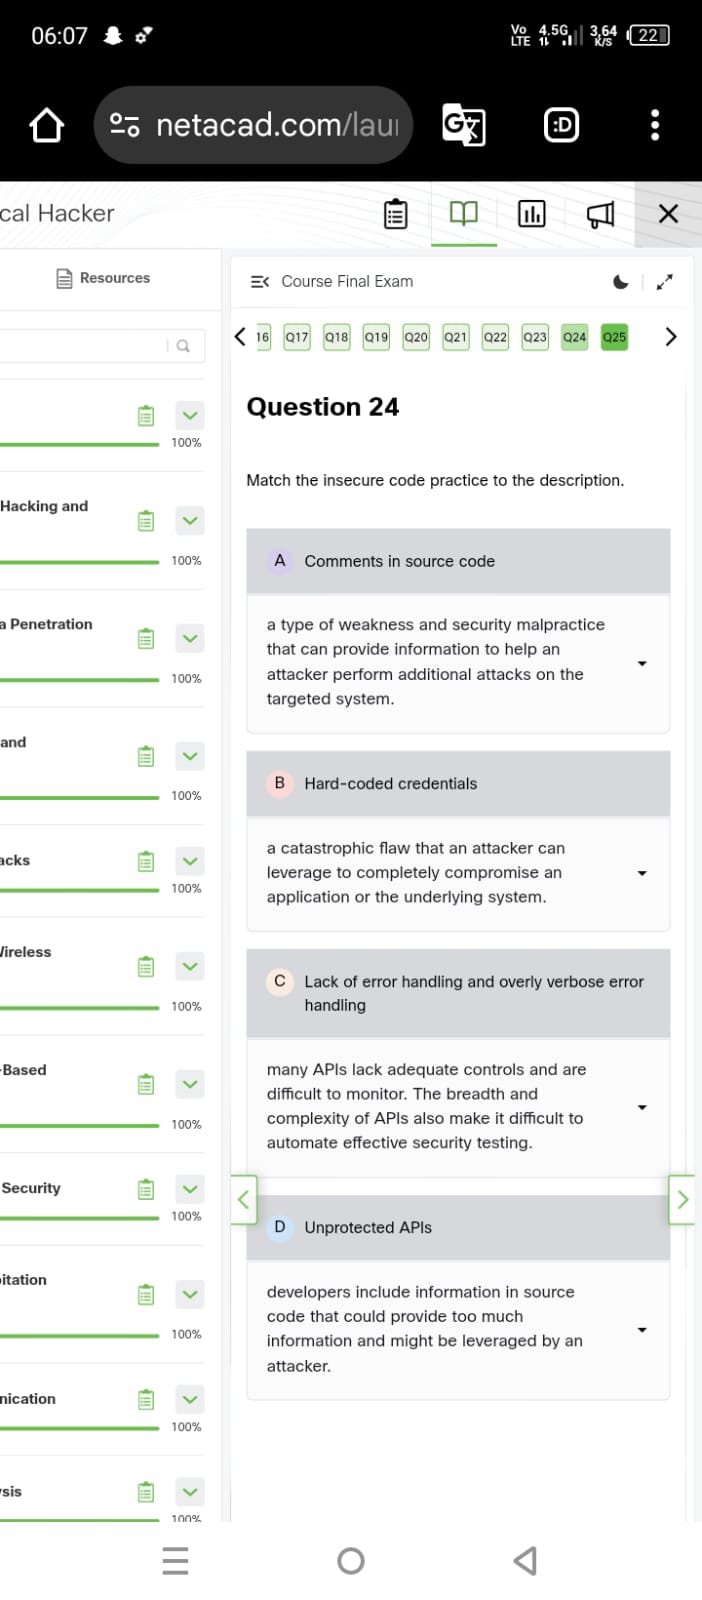 06:07
Vo
LTE
4.5G
3,64
K/S
22
netacad.com/lau
:D
cal Hacker
Resources
Course Final Exam
16 Q17 Q18 Q19 Q20 Q21 Q22 Q23 Q24 Q25
100%
Hacking and
100%
a Penetration
100%
and
100%
acks
100%
Wireless
100%
-Based
100%
Security
100%
oitation
100%
nication
100%
sis
100%
Question 24
Match the insecure code practice to the description.
A Comments in source code
a type of weakness and security malpractice
that can provide information to help an
attacker perform additional attacks on the
targeted system.
B Hard-coded credentials
a catastrophic flaw that an attacker can
leverage to completely compromise an
application or the underlying system.
C Lack of error handling and overly verbose error
handling
many APIs lack adequate controls and are
difficult to monitor. The breadth and
complexity of APIs also make it difficult to
automate effective security testing.
D Unprotected APIs
developers include information in source
code that could provide too much
information and might be leveraged by an
attacker.